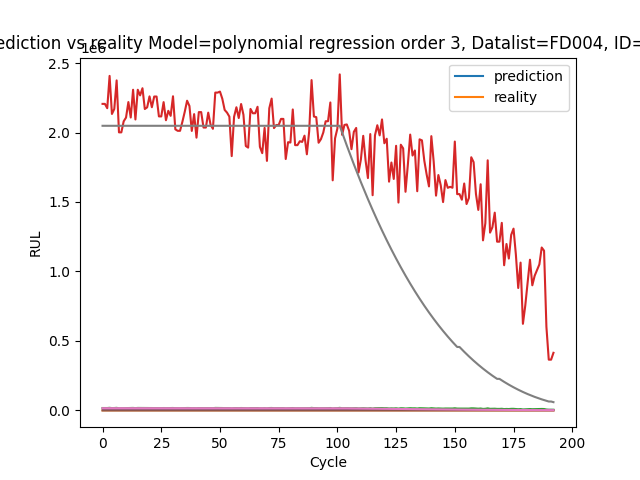 ediction vs reality Model=polynomial regression order 3, Datalist=FD004, ID=
1e6
prediction
reality
2.5
2.0
1.5
1.0
0.5
0.0
RUL
0 25 50 75 100 125 150 175 200
Cycle